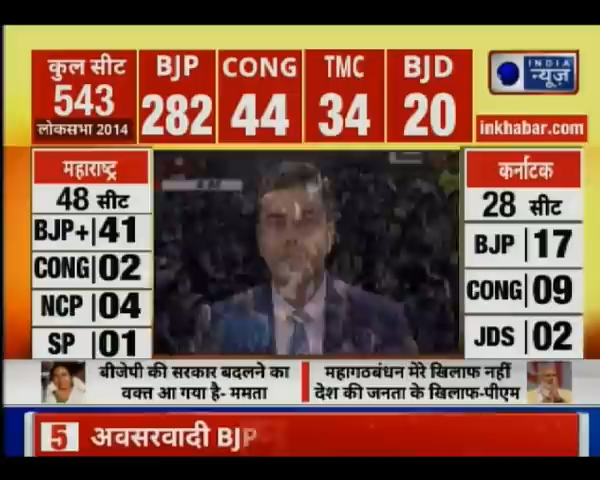 कुल सीट
543
लोकसभा 2014
BJP
282
CONG
44
TMC
34
BJD
20
INDIA
न्यूज़
inkhabar.com
महाराष्ट्र
48 सीट
BJP+ 41
CONG 02
NCP 04
SP 01
कर्नाटक
28 सीट
BJP 17
CONG 09
JDS 02
बीजेपी की सरकार बदलने का
वक्त आ गया है- ममता
महागठबंधन मेरे खिलाफ नहीं
देश की जनता के खिलाफ-पीएम
5 अवसरवादी BJP